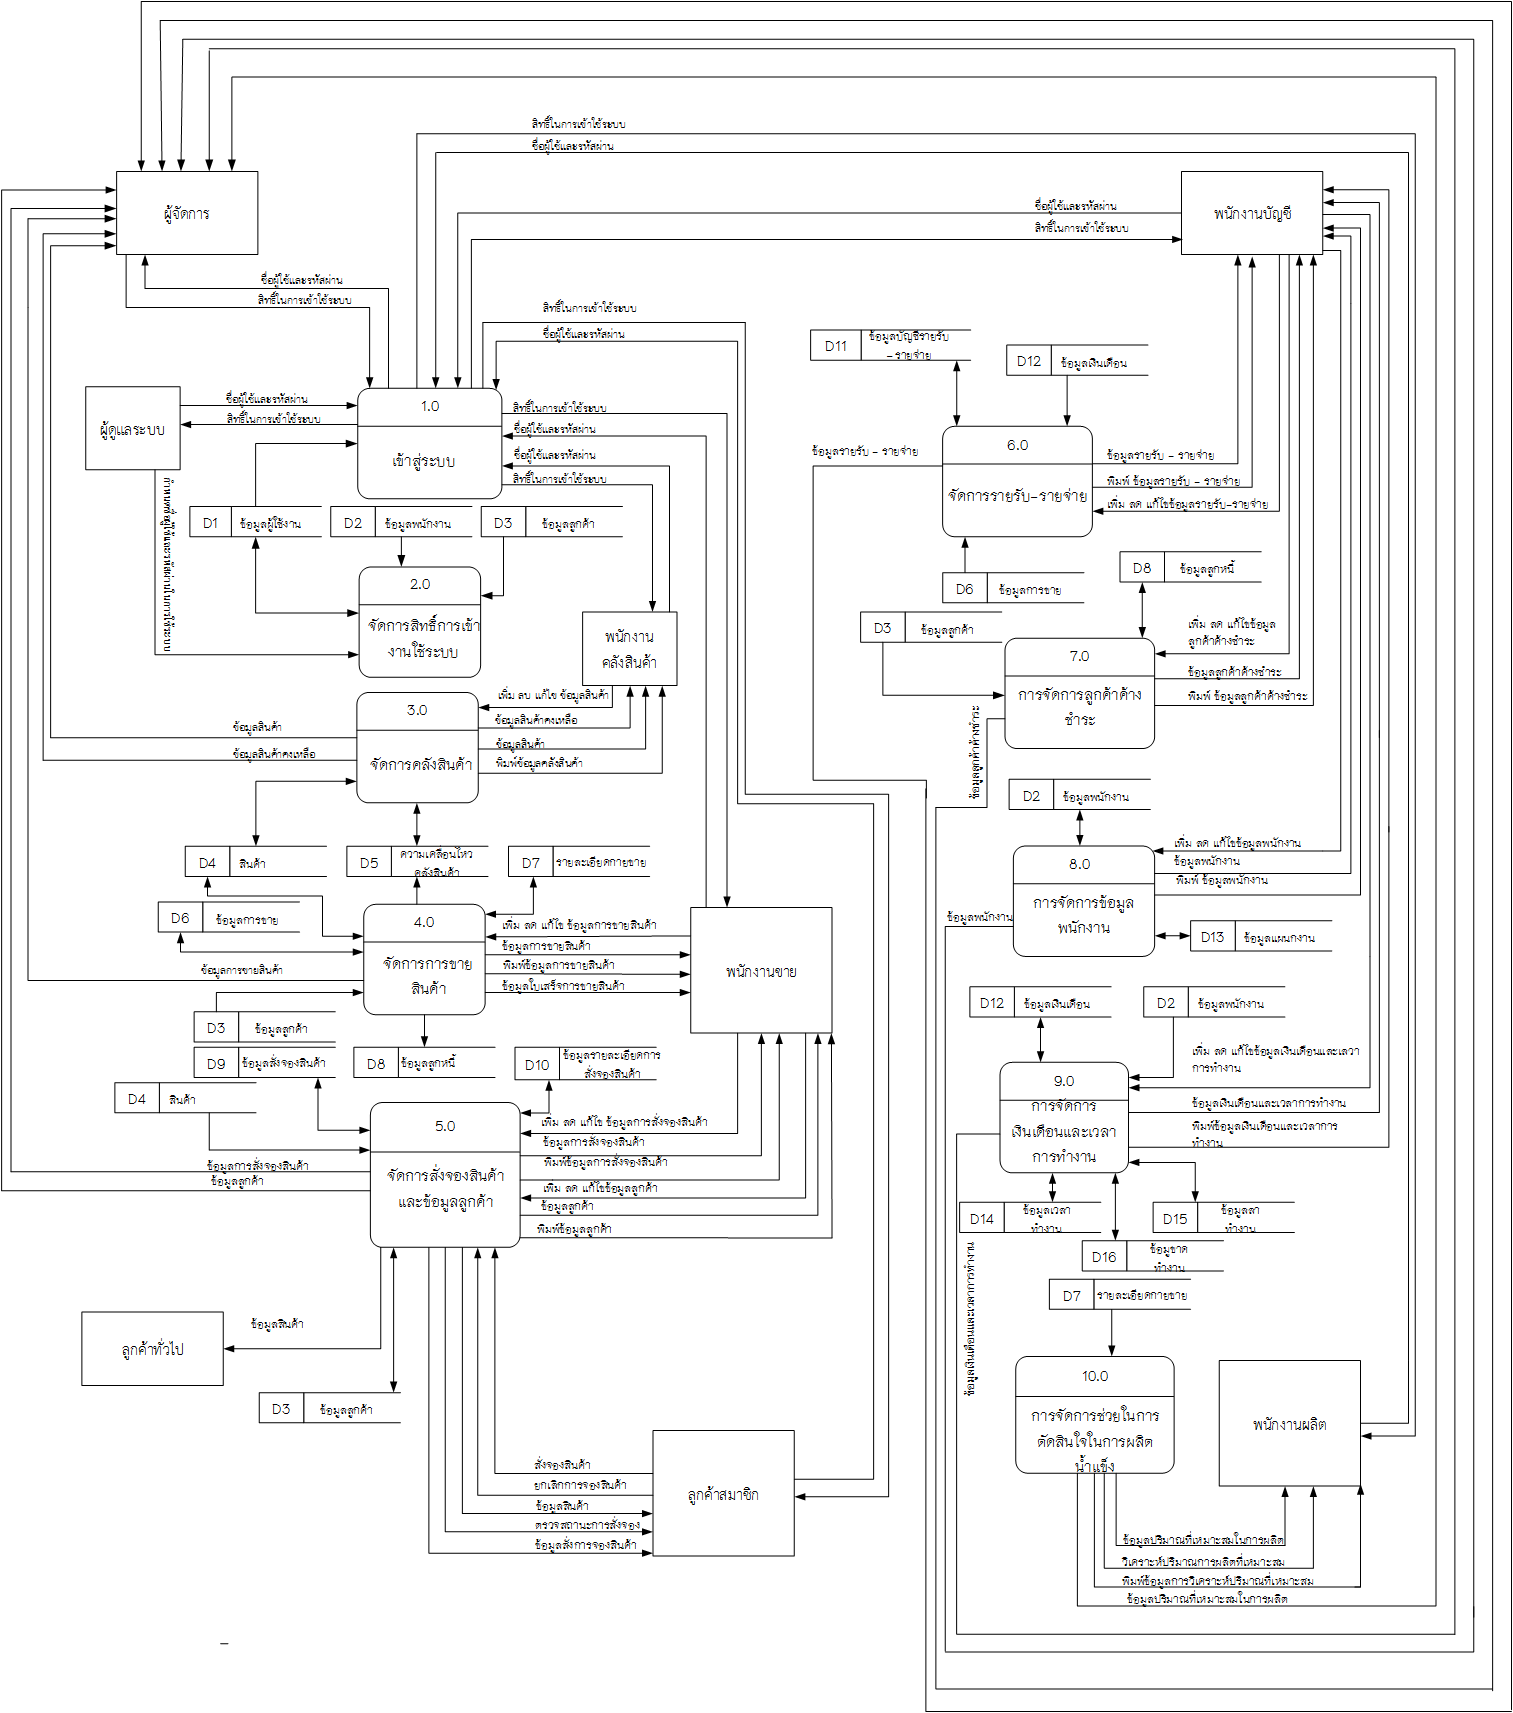 สิทธิ์ในการเข้าใช้ระบบ
ชื่อผู้ใช้และรหัสผ่าน
ผู้จัดการ
พนักงานบัญชี
ชื่อผู้ใช้และรหัสผ่าน
สิทธิ์ในการเข้าใช้ระบบ
ชื่อผู้ใช้และรหัสผ่าน
สิทธิ์ในการเข้าใช้ระบบ
สิทธิ์ในการเข้าใช้ระบบ
ชื่อผู้ใช้และรหัสผ่าน
D11
ข้อมูลบัญชีรายรับ
- รายจ่าย
D12
ข้อมูลเงินเดือน
ผู้ดูแลระบบ
ชื่อผู้ใช้และรหัสผ่าน
สิทธิ์ในการเข้าใช้ระบบ
1.0
เข้าสู่ระบบ
สิทธิ์ในการเข้าใช้ระบบ
ชื่อผู้ใช้และรหัสผ่าน
ชื่อผู้ใช้และรหัสผ่าน
สิทธิ์ในการเข้าใช้ระบบ
ข้อมูลรายรับ - รายจ่าย
6.0
จัดการรายรับ-รายจ่าย
ข้อมูลรายรับ - รายจ่าย
พิมพ์ ข้อมูลรายรับ - รายจ่าย
เพิ่ม ลด แก้ไขข้อมูลรายรับ-รายจ่าย
D1
ข้อมูลผู้ใช้งาน
D2
ข้อมูลพนักงาน
D3
ข้อมูลลูกค้า
2.0
จัดการสิทธิ์การเข้า
งานใช้ระบบ
D6
ข้อมูลการขาย
D8
ข้อมูลลูกหนี้
D3
ข้อมูลลูกค้า
พนักงาน
คลังสินค้า
เพิ่ม ลด แก้ไขข้อมูล
ลูกค้าค้างชำระ
7.0
การจัดการลูกต้าค้าง
ชำระ
ข้อมูลลูกค้าค้างชำระ
พิมพ์ ข้อมูลลูกค้าค้างชำระ
ข้อมูลลูกค้าค้างชำระ
3.0
จัดการคลังสินค้า
เพิ่ม ลบ แก้ไข ข้อมูลสินค้า
ข้อมูลสินค้าคงเหลือ
ข้อมูลสินค้า
พิมพ์ข้อมูลคลังสินค้า
ข้อมูลสินค้า
ข้อมูลสินค้าคงเหลือ
D2
ข้อมูลพนักงาน
D4
สินค้า
D5
ความเคลื่อนไหว
คลังสินค้า
D7
รายละเอียดกายขาย
8.0
การจัดการข้อมูล
พนักงาน
เพิ่ม ลด แก้ไขข้อมูลพนักงาน
ข้อมูลพนักงาน
พิมพ์ ข้อมูลพนักงาน
ข้อมูลพนักงาน
D13
ข้อมูลแผนกงาน
D6
ข้อมูลการขาย
4.0
จัดการการขาย
สินค้า
เพิ่ม ลด แก้ไข ข้อมูลการขายสินค้า
ข้อมูลการขายสินค้า
พิมพ์ข้อมูลการขายสินค้า
ข้อมูลใบเสร็จการขายสินค้า
พนักงานขาย
ข้อมูลการขายสินค้า
D3
ข้อมูลลูกค้า
D9
ข้อมูลสั่งจองสินค้า
D8
ข้อมูลลูกหนี้
D10
ข้อมูลรายละเอียดการ
สั่งจองสินค้า
D4
สินค้า
D12
ข้อมูลเงินเดือน
D2
ข้อมูลพนักงาน
เพิ่ม ลด แก้ไขข้อมูลเงินเดือนและเลวา
การทำงาน
9.0
การจัดการ
เงินเดือนและเวลา
การทำงาน
ข้อมูลเงินเดือนและเวลาการทำงาน
พิมพ์ข้อมูลเงินเดือนและเวลาการ
ทำงาน
5.0
จัดการสั่งจองสินค้า
และข้อมูลลูกค้า
เพิ่ม ลด แก้ไข ข้อมูลการสั่งจองสินค้า
ข้อมูลการสั่งจองสินค้า
พิมพ์ข้อมูลการสั่งจองสินค้า
เพิ่ม ลด แก้ไขข้อมูลลูกค้า
ข้อมูลลูกค้า
พิมพ์ข้อมูลลูกค้า
ข้อมูลการสั่งจองสินค้า
ข้อมูลลูกค้า
D14
ข้อมูลเวลา
ทำงาน
D15
ข้อมูลลา
ทำงาน
D16
ข้อมูขาด
ทำงาน
D7
รายละเอียดกายขาย
ข้อมูลเงินเดือนและเวลาการทำงาน
ลูกค้าทั่วไป
ข้อมูลสินค้า
D3
ข้อมูลลูกค้า
10.0
การจัดการช่วยในการ
ตัดสินใจในการผลิต
น้ำแข็ง
พนักงานผลิต
สั่งจองสินค้า
ยกเลิกการจองสินค้า
ข้อมูลสินค้า
ตรวจสถานะการสั่งจอง
ข้อมูลสั่งการจองสินค้า
ลูกค้าสมาชิก
ข้อมูลปริมาณที่เหมาะสมในการผลิต
วิเคราะห์ปริมาณการผลิตที่เหมาะสม
พิมพ์ข้อมูลการวิเคราะห์ปริมาณที่เหมาะสม
ข้อมูลปริมาณที่เหมาะสมในการผลิต